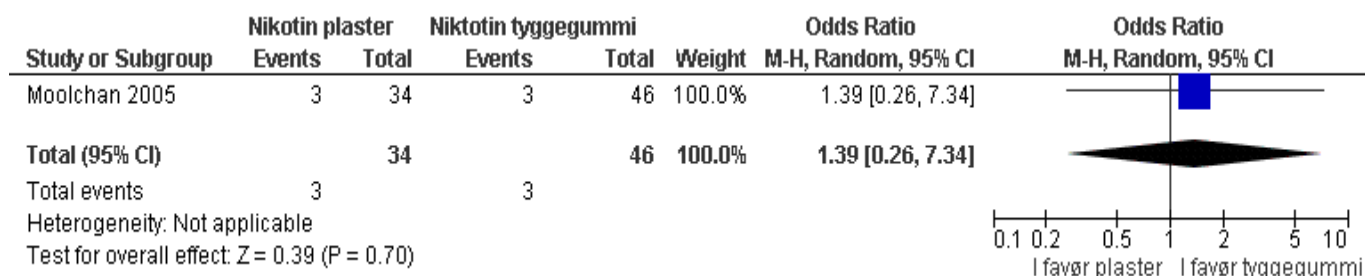 Nikotin plaster Niktotin tyggegummi Odds Ratio Odds Ratio
Study or Subgroup Events Total Events Total Weight M-H, Random, 95% CI M-H, Random, 95% CI
Moolchan 2005 3 34 3 46 100.0% 1.39 [0.26, 7.34]
Total (95% CI) 34 46 100.0% 1.39 [0.26, 7.34]
Total events 3 3
Heterogeneity: Not applicable
Test for overall effect: Z = 0.39 (P = 0.70)
0.1 0.2 0.5 1 2 5 10
I favør plaster I favør tyggegummi